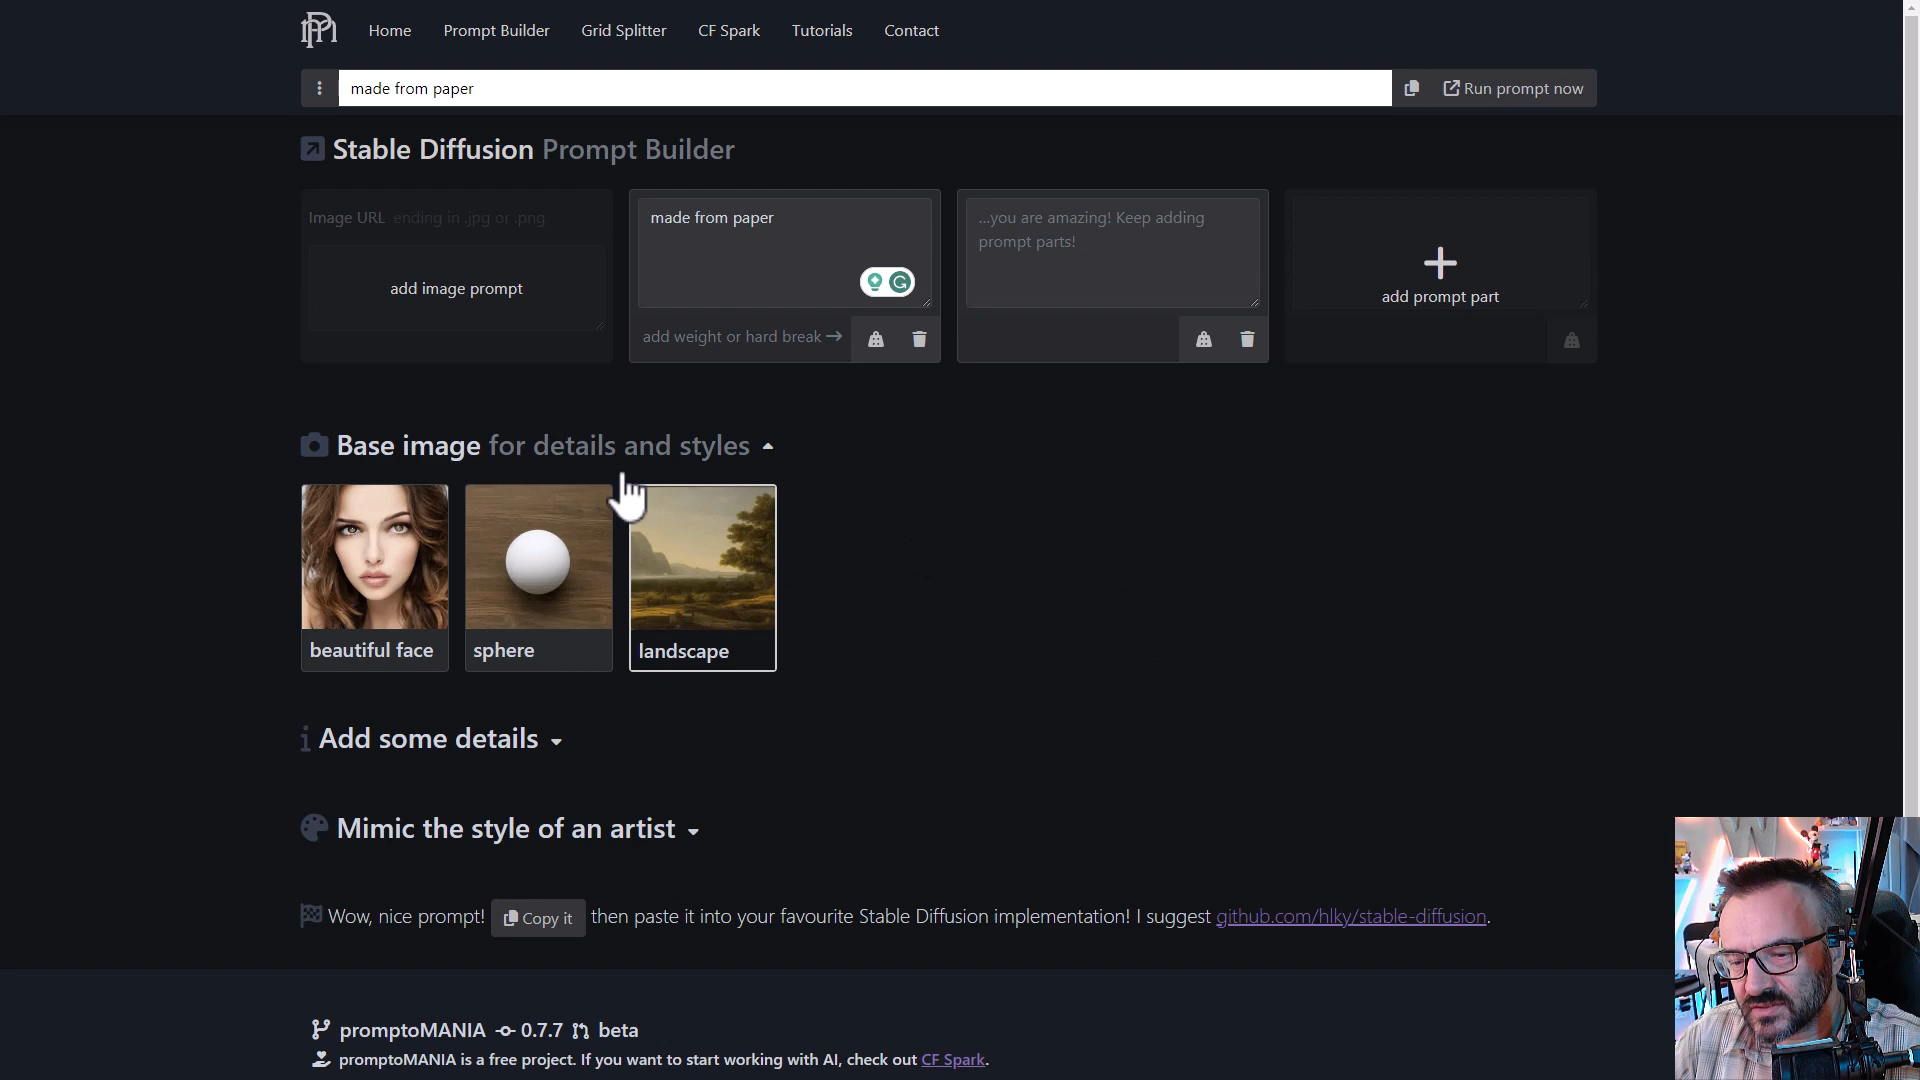 Home Prompt Builder Grid Splitter CF Spark Tutorials Contact
made from paper Run prompt now
Stable Diffusion Prompt Builder
Image URL ending in .jpg or .png
add image prompt
made from paper
add weight or hard break →
...you are amazing! Keep adding
prompt parts!
add prompt part
Base image for details and styles
beautiful face
sphere
landscape
Add some details
Mimic the style of an artist
Wow, nice prompt! Copy it then paste it into your favourite Stable Diffusion implementation! I suggest github.com/hlky/stable-diffusion.
promptoMANIA 0.7.7 beta
promptoMANIA is a free project. If you want to start working with AI, check out CF Spark.